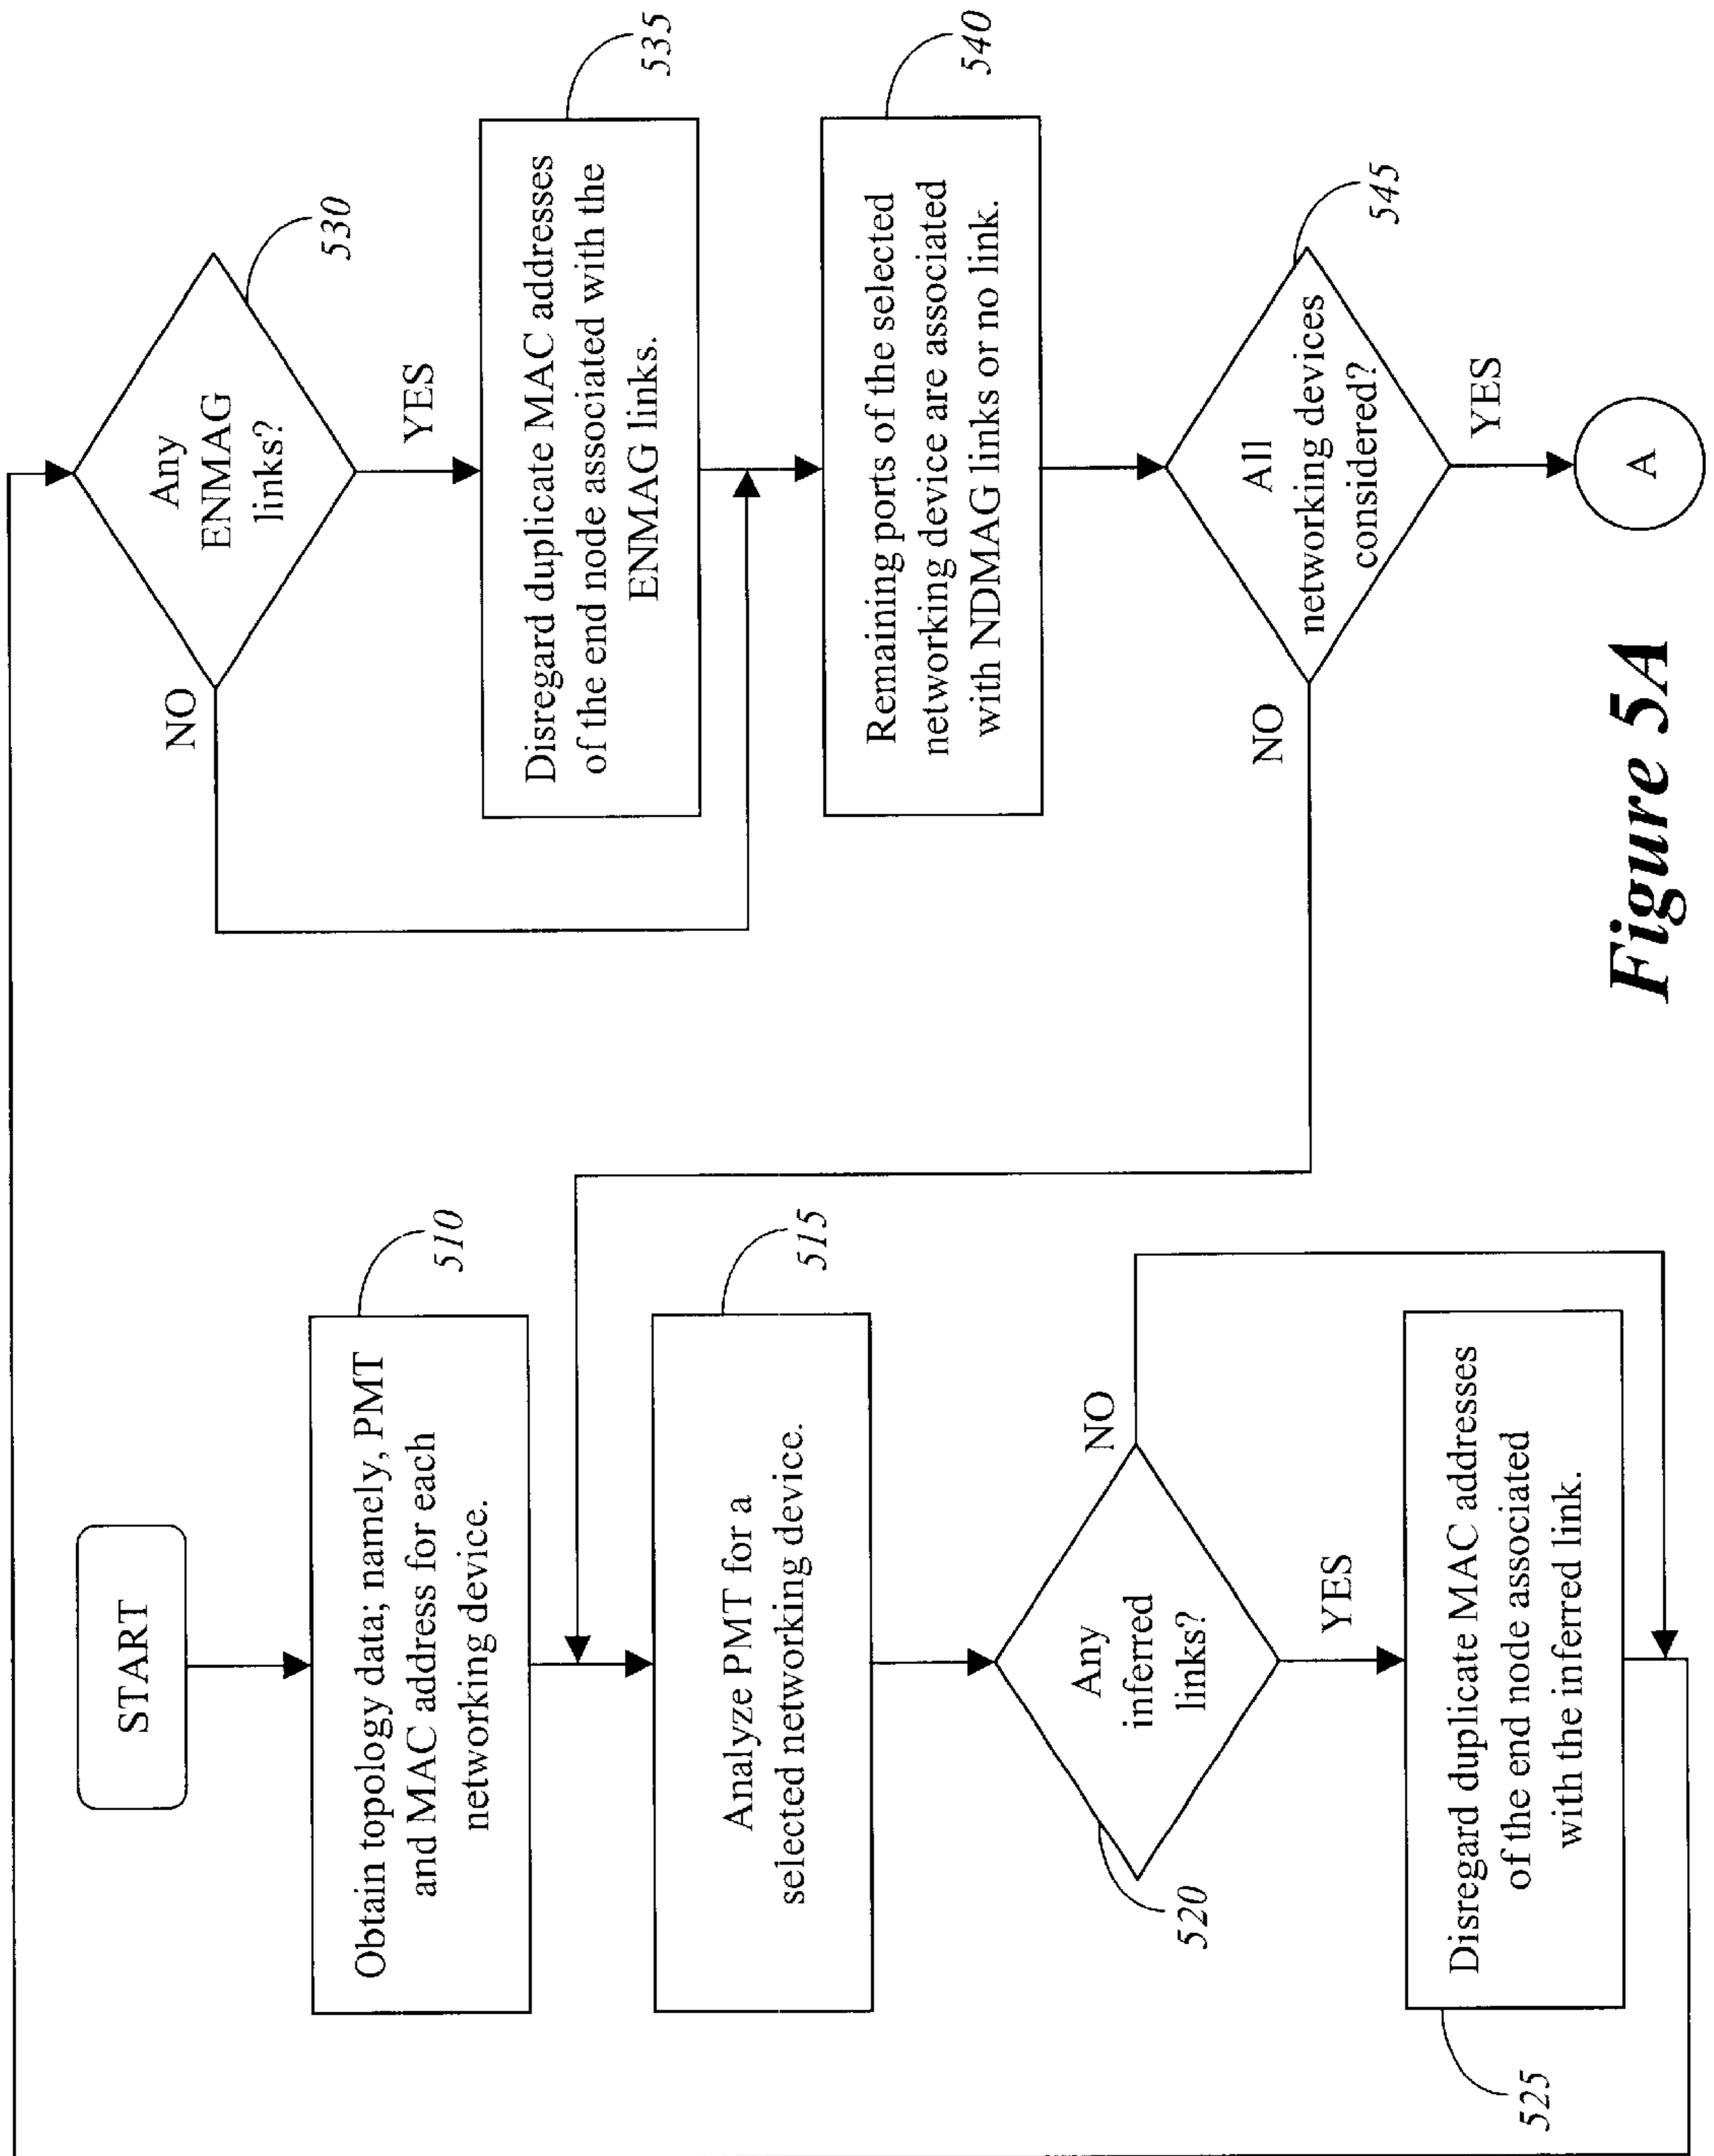 START
Obtain topology data; namely, PMT
and MAC address for each
networking device.
510
Analyze PMT for a
selected networking device.
515
Any
inferred
links?
520
NO
YES
Disregard duplicate MAC addresses
of the end node associated
with the inferred link.
525
Any
ENMAG
links?
530
NO
YES
Disregard duplicate MAC addresses
of the end node associated with the
ENMAG links.
535
Remaining ports of the selected
networking device are associated
with NDMAG links or no link.
540
All
networking devices
considered?
545
NO
YES
A
Figure 5A